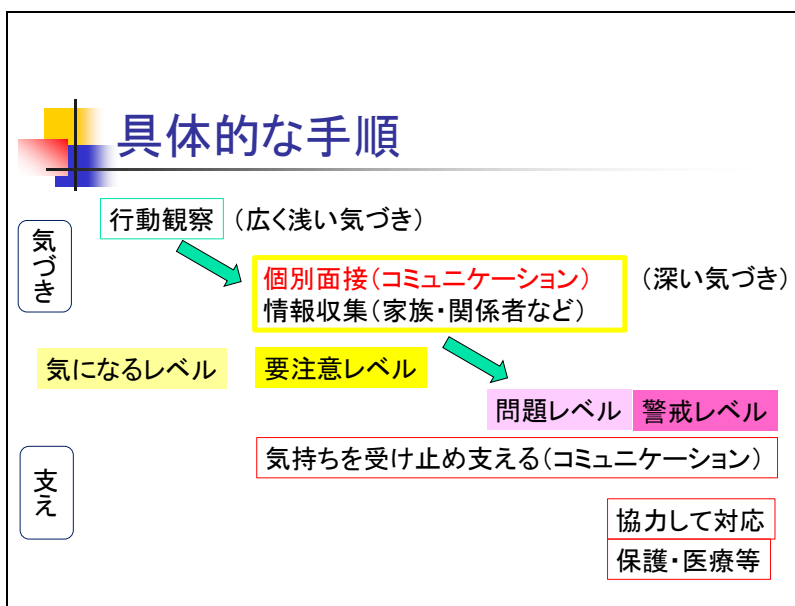 具体的な手順
行動観察 (広く浅い気づき)
気づき
個別面接(コミュニケーション) (深い気づき)
情報収集(家族・関係者など)
気になるレベル 要注意レベル
問題レベル 警戒レベル
気持ちを受け止め支える(コミュニケーション)
支え
協力して対応
保護・医療等